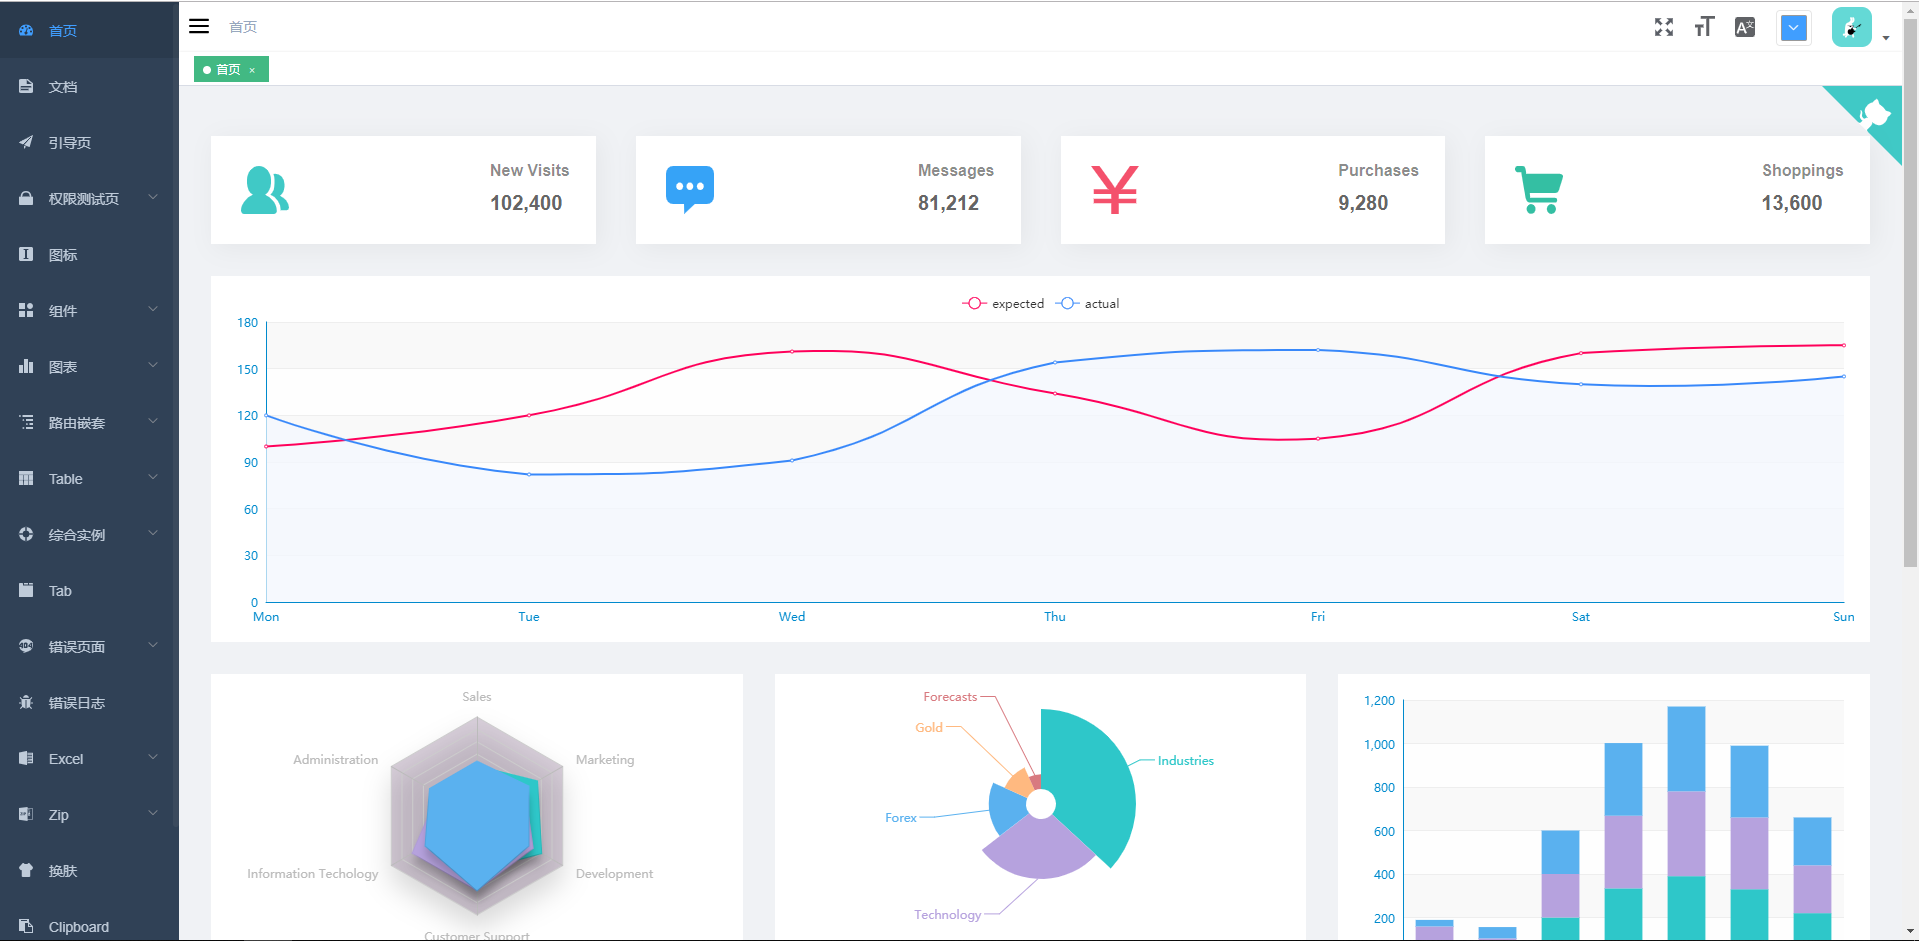 首页
文档
引导页
权限测试页
图标
组件
图表
路由嵌套
Table
综合实例
Tab
错误页面
错误日志
Excel
Zip
换肤
Clipboard
首页
首页 ×
New Visits
102,400
Messages
81,212
Purchases
9,280
Shoppings
13,600
expected actual
180
150
120
90
60
30
0
Mon Tue Wed Thu Fri Sat Sun
Sales
Administration
Marketing
Information Techology
Development
Customer Support
Forecasts
Gold
Industries
Forex
Technology
1,200
1,000
800
600
400
200